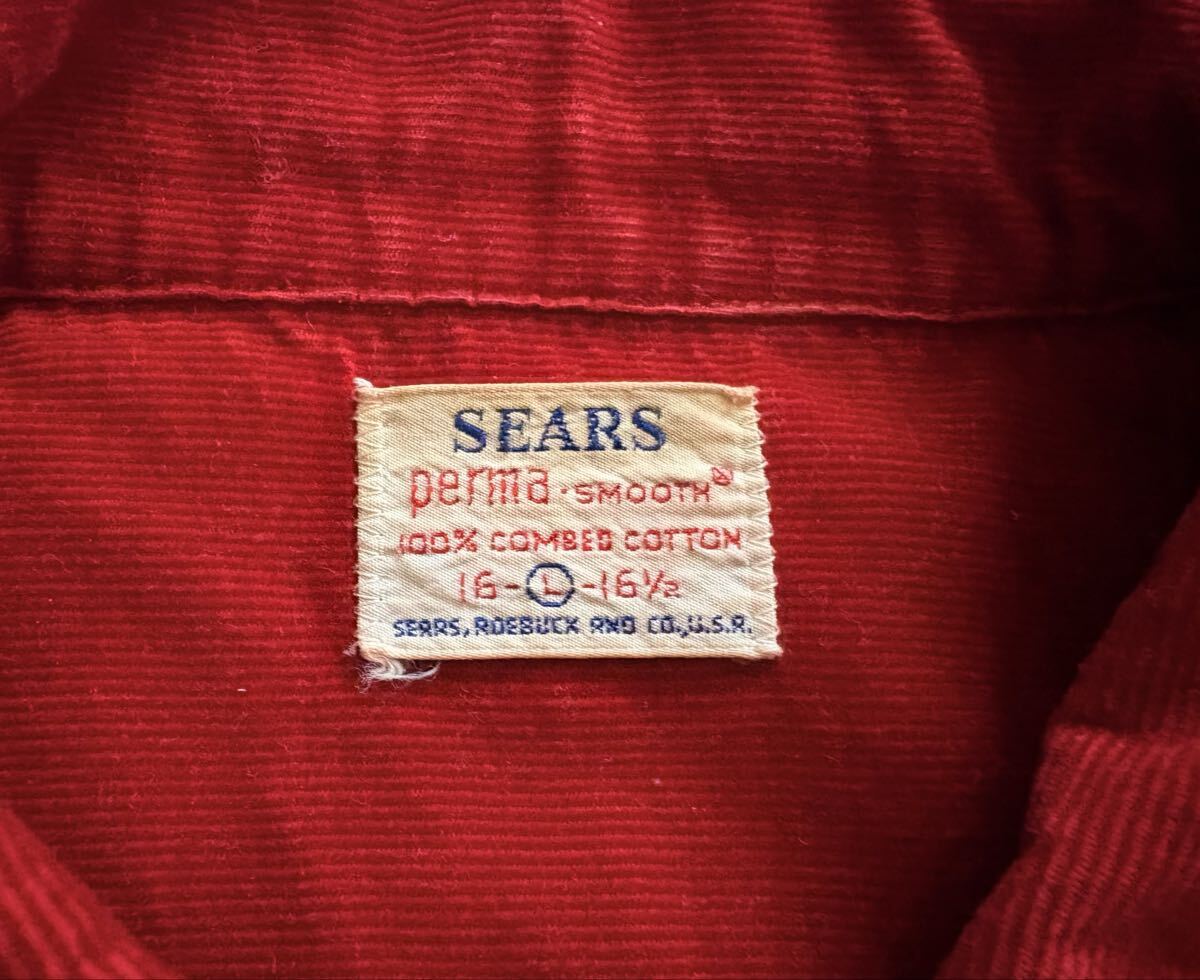 SEARS
perma-SMOOTH®
100% COMBED COTTON
16-L-16½
SEARS, ROEBUCK AND CO., U.S.A.